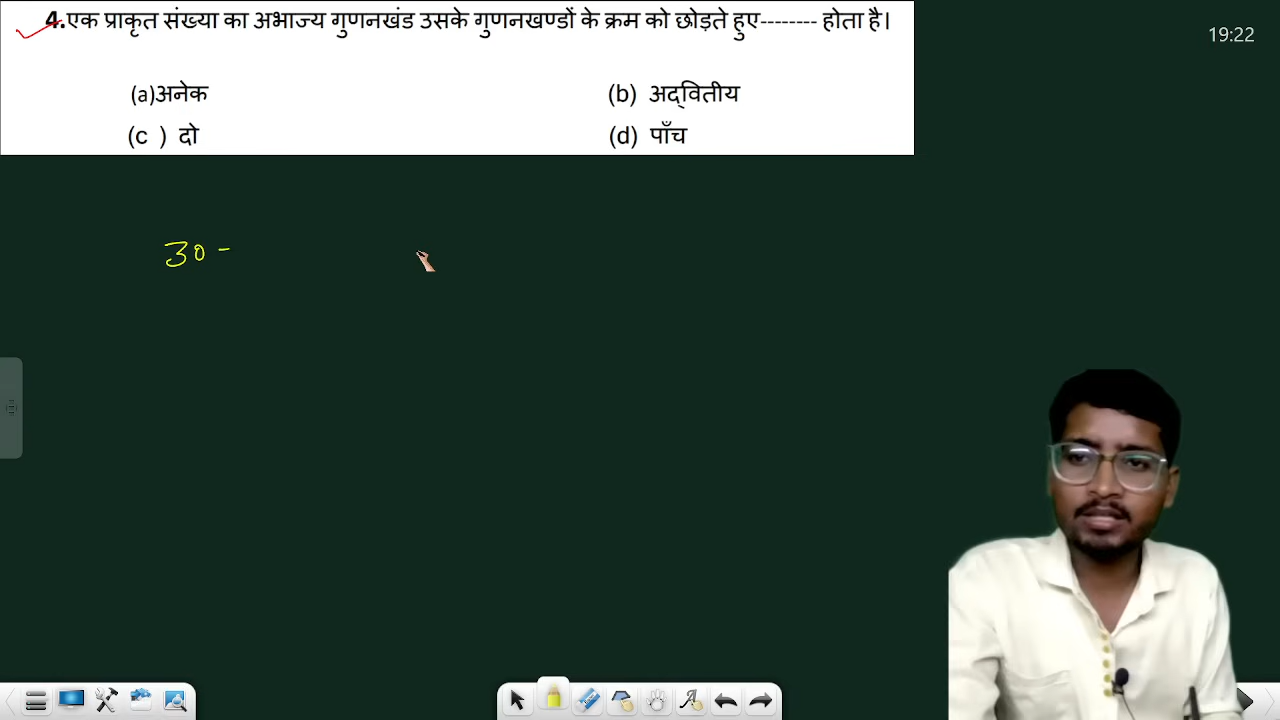 4.एक प्राकृत संख्या का अभाज्य गुणनखंड उसके गुणनखण्डों के क्रम को छोड़ते हुए-------- होता है।
19:22
(a)अनेक (b) अद्‌वितीय
(c ) दो (d) पाँच
30 -